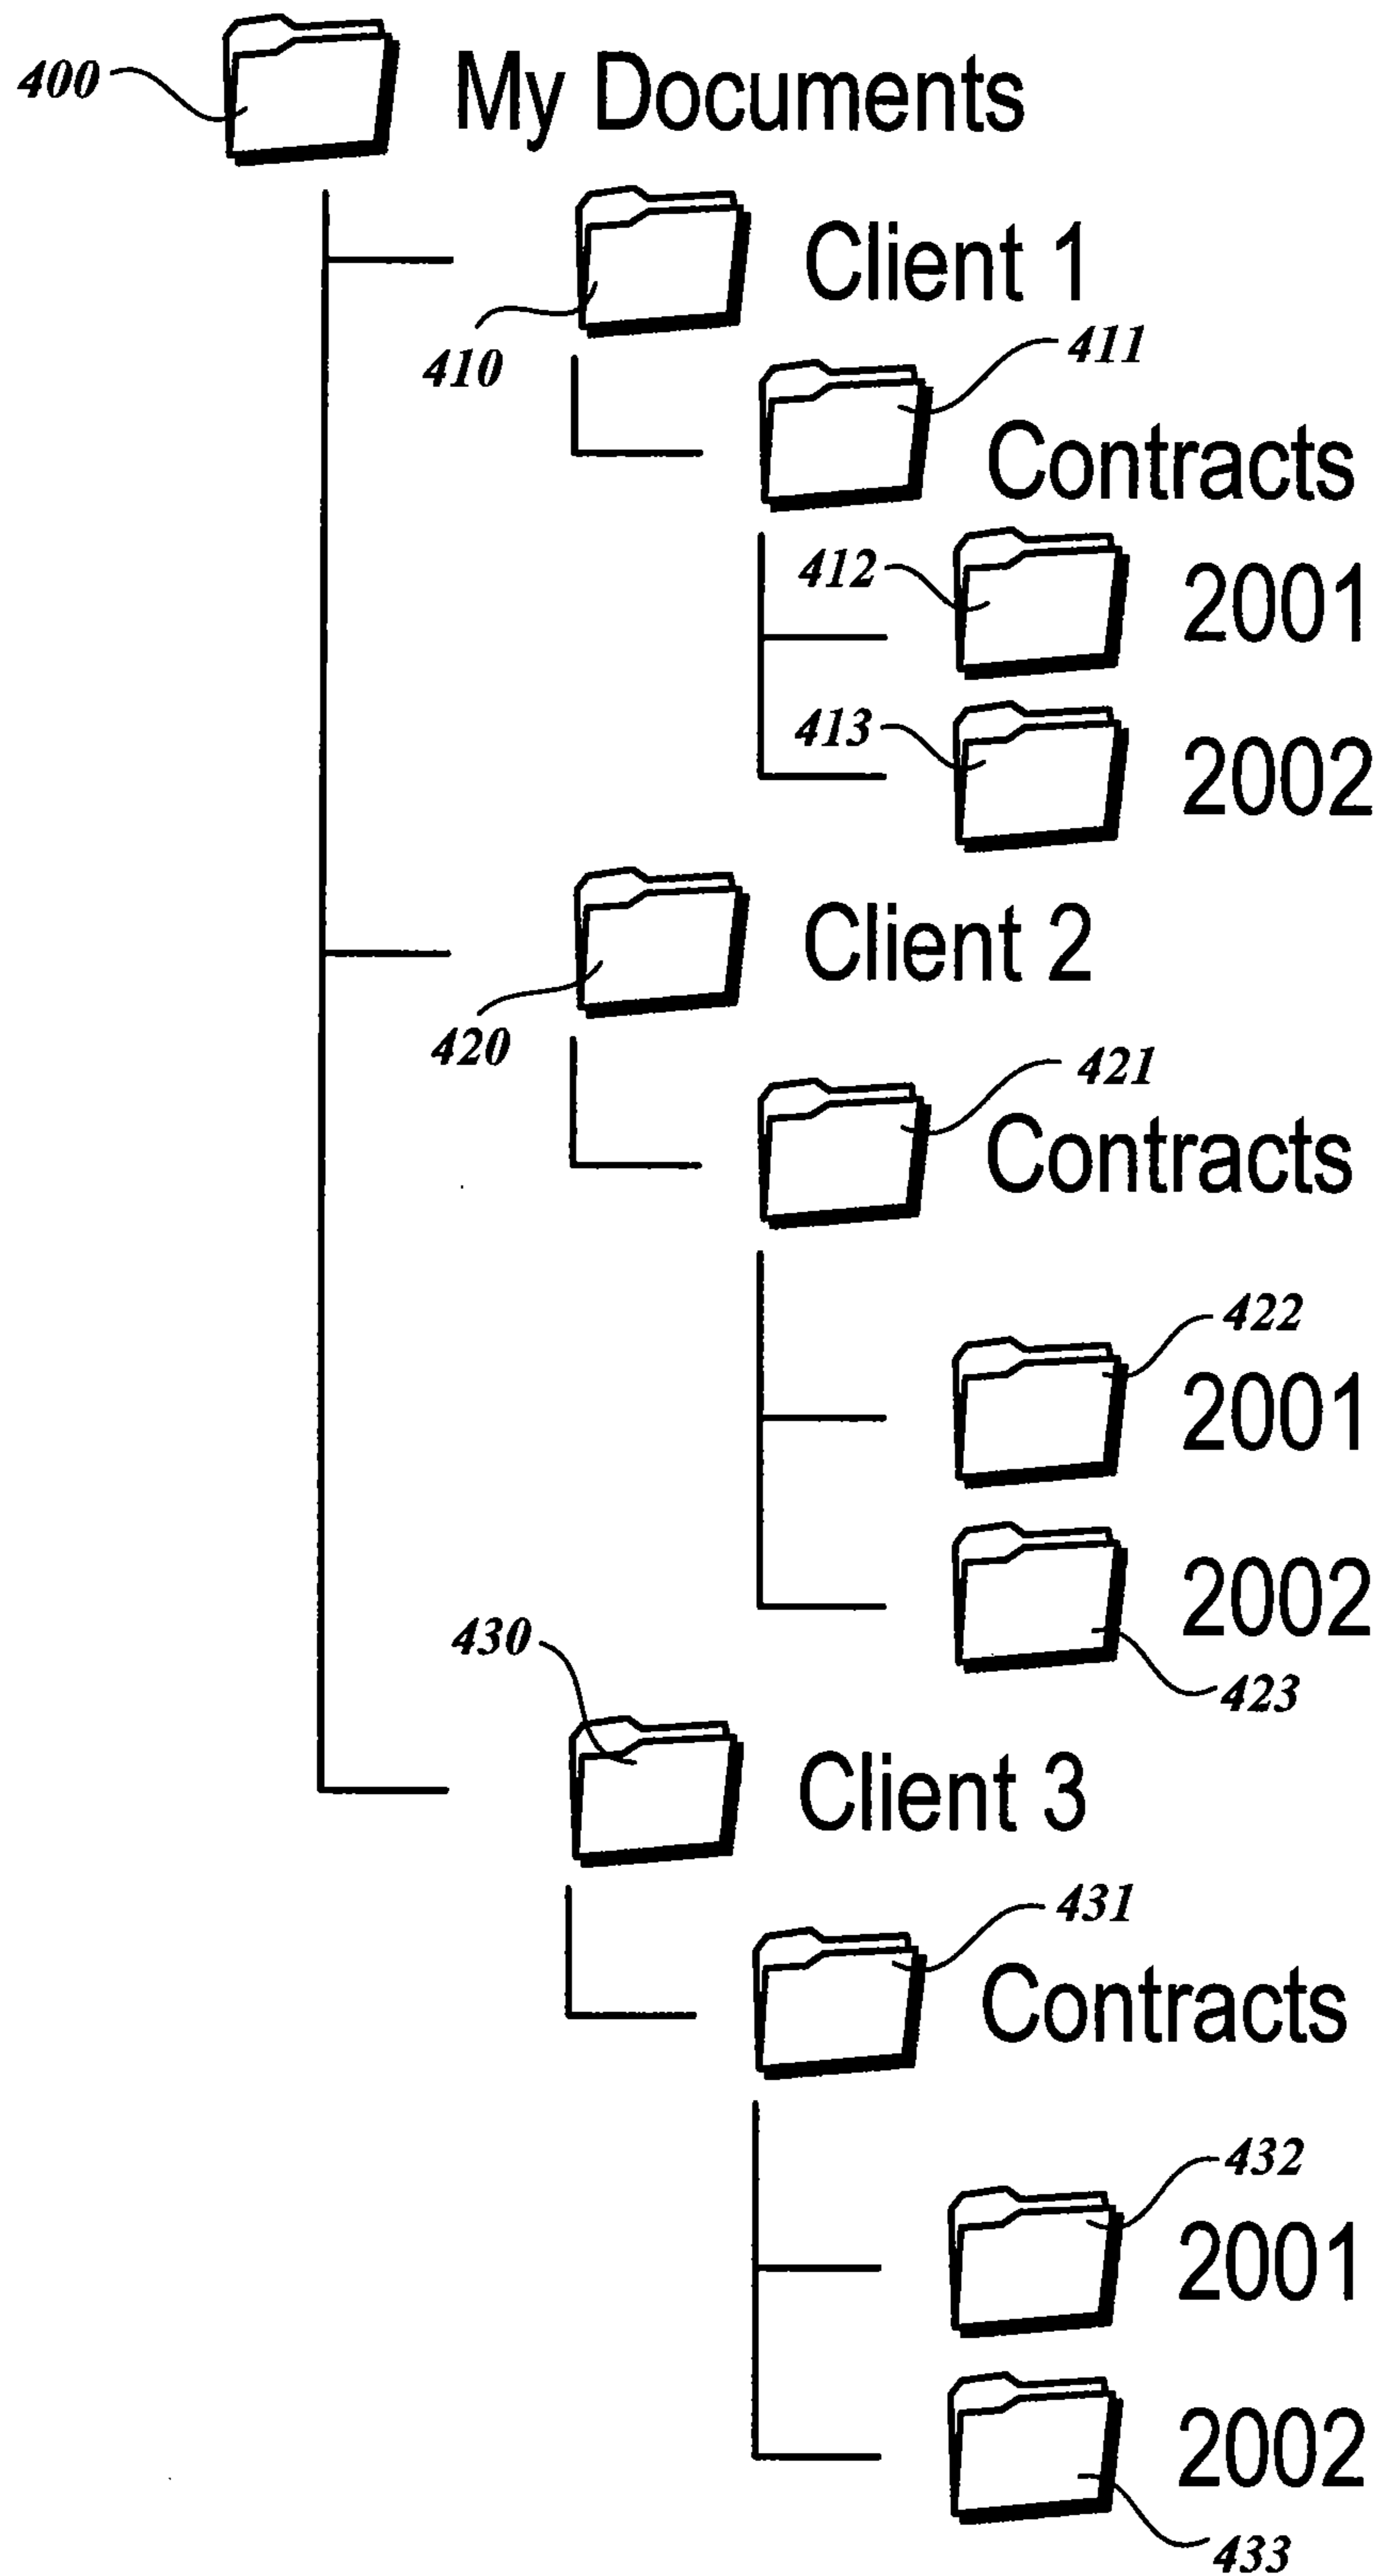 400 My Documents
Client 1
410
411
Contracts
412 2001
413 2002
Client 2
420
421
Contracts
422
2001
2002
423
430
Client 3
431
Contracts
432
2001
2002
433